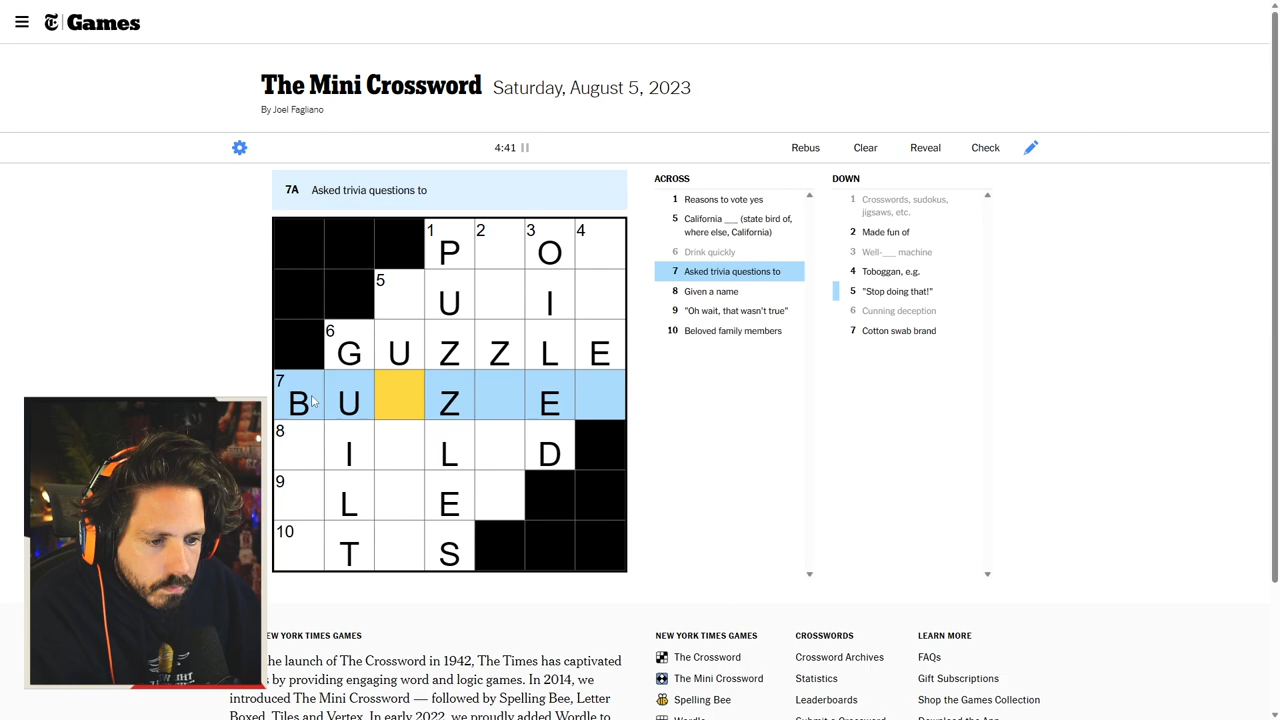 Games
The Mini Crossword Saturday, August 5, 2023
By Joel Fagliano
4:41
Rebus Clear Reveal Check
7A Asked trivia questions to
1 P 2 3 O 4
5 U I
6 G U Z Z L E
7 B U Z E
8 I L D
9 L E
10 T S
ACROSS
1 Reasons to vote yes
5 California ___ (state bird of,
where else, California)
6 Drink quickly
7 Asked trivia questions to
8 Given a name
9 "Oh wait, that wasn't true"
10 Beloved family members
DOWN
1 Crosswords, sudokus,
jigsaws, etc.
2 Made fun of
3 Well-___ machine
4 Toboggan, e.g.
5 "Stop doing that!"
6 Cunning deception
7 Cotton swab brand
EW YORK TIMES GAMES
he launch of The Crossword in 1942, The Times has captivated
s by providing engaging word and logic games. In 2014, we
introduced The Mini Crossword — followed by Spelling Bee, Letter
Boxed, Tiles and Vertex. In early 2022, we proudly added Wordle to
NEW YORK TIMES GAMES
The Crossword
The Mini Crossword
Spelling Bee
Wordle
CROSSWORDS
Crossword Archives
Statistics
Leaderboards
Submit a Crossword
LEARN MORE
FAQs
Gift Subscriptions
Shop the Games Collection
Download the App